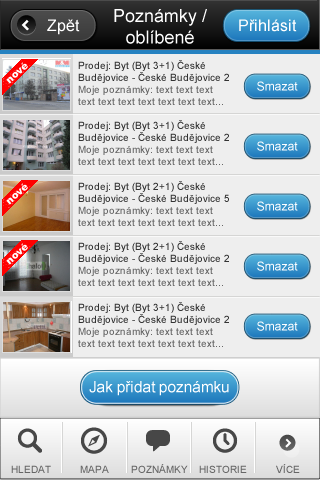 Zpět
Poznámky /
oblíbené
Přihlásit
nové
Prodej: Byt (Byt 3+1) České
Budějovice - České Budějovice 2
Moje poznámky: text text text
text text text text text text...
Smazat
Prodej: Byt (Byt 3+1) České
Budějovice - České Budějovice 2
Moje poznámky: text text text
text text text text text text...
Smazat
nové
Prodej: Byt (Byt 2+1) České
Budějovice - České Budějovice 5
Moje poznámky: text text text
text text text text text text...
Smazat
nové
Prodej: Byt (Byt 2+1) České
Budějovice - České Budějovice 2
Moje poznámky: text text text
text text text text text text...
Smazat
Prodej: Byt (Byt 3+1) České
Budějovice - České Budějovice 2
Moje poznámky: text text text
text text text text text text...
Smazat
Jak přidat poznámku
HLEDAT
MAPA
POZNÁMKY
HISTORIE
VÍCE